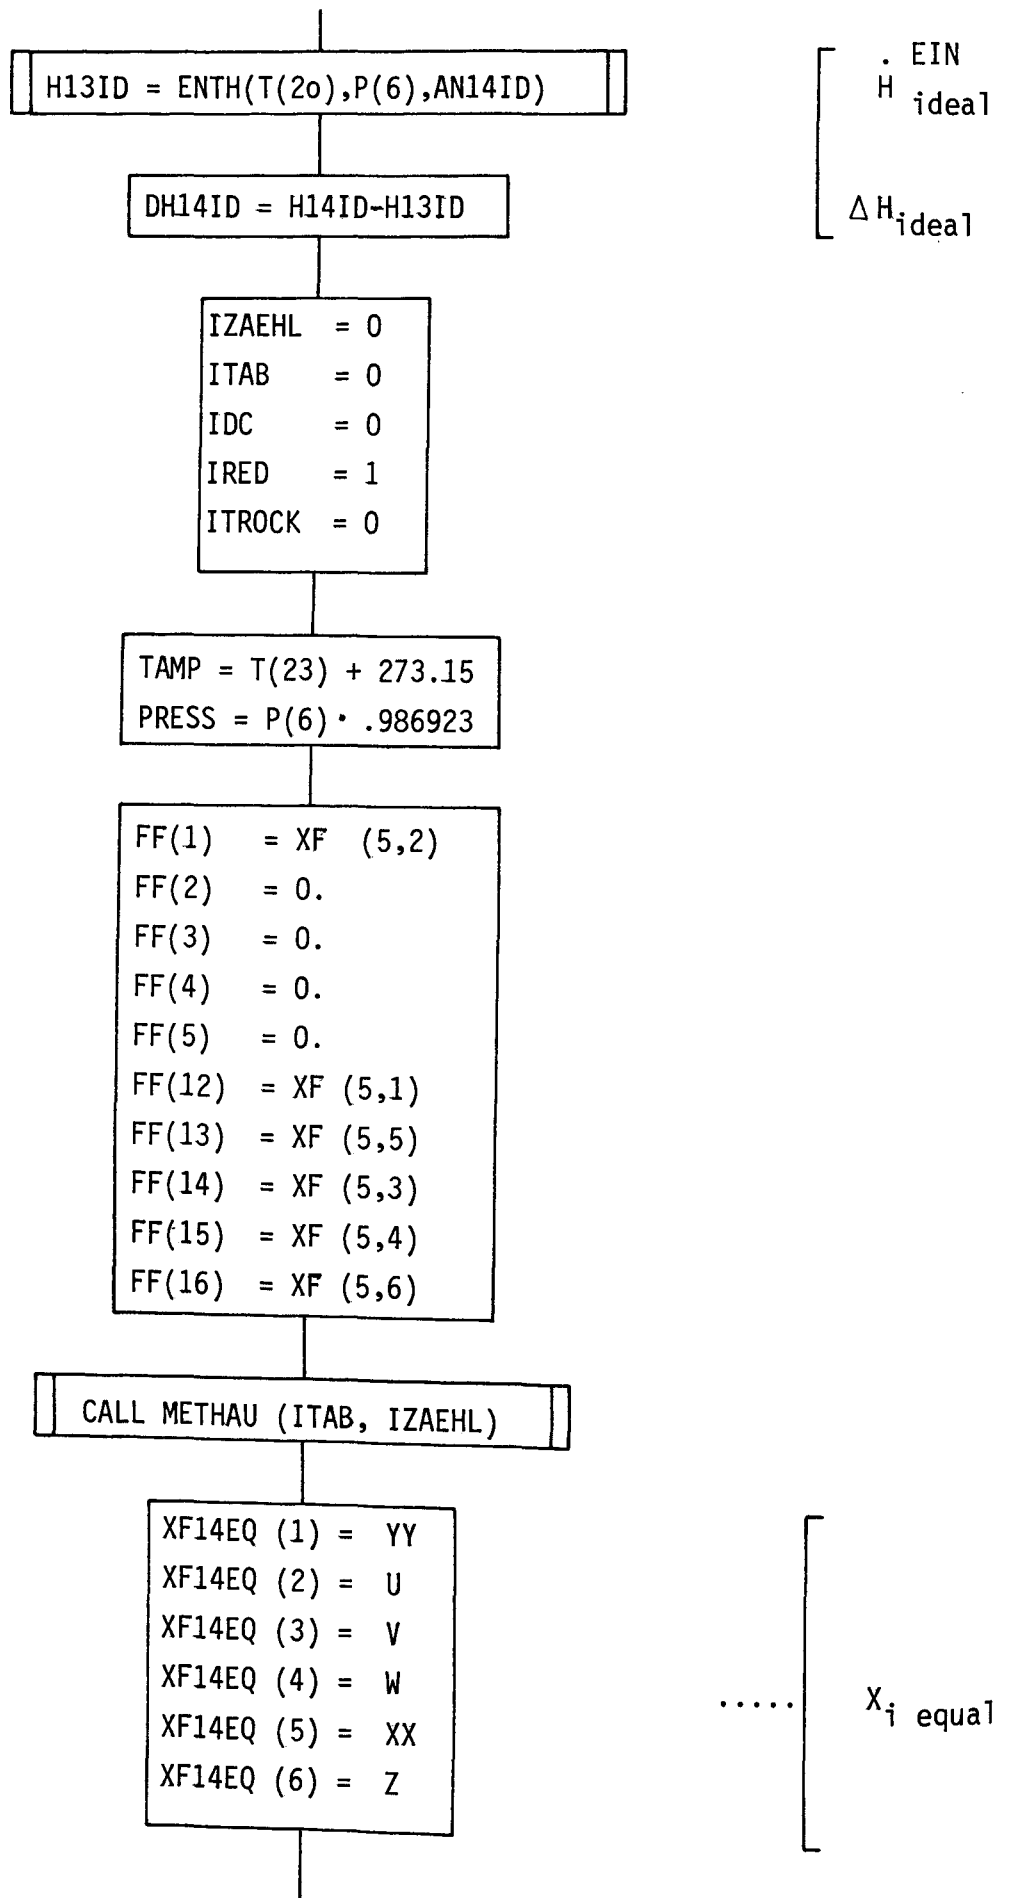 H13ID = ENTH(T(2o),P(6),AN14ID)
. EIN
H ideal
DH14ID = H14ID-H13ID
Δ H ideal
IZAEHL = 0
ITAB = 0
IDC = 0
IRED = 1
ITROCK = 0
TAMP = T(23) + 273.15
PRESS = P(6) · .986923
FF(1) = XF (5,2)
FF(2) = 0.
FF(3) = 0.
FF(4) = 0.
FF(5) = 0.
FF(12) = XF (5,1)
FF(13) = XF (5,5)
FF(14) = XF (5,3)
FF(15) = XF (5,4)
FF(16) = XF (5,6)
CALL METHAU (ITAB, IZAEHL)
XF14EQ (1) = YY
XF14EQ (2) = U
XF14EQ (3) = V
XF14EQ (4) = W
XF14EQ (5) = XX
XF14EQ (6) = Z
..... X i equal